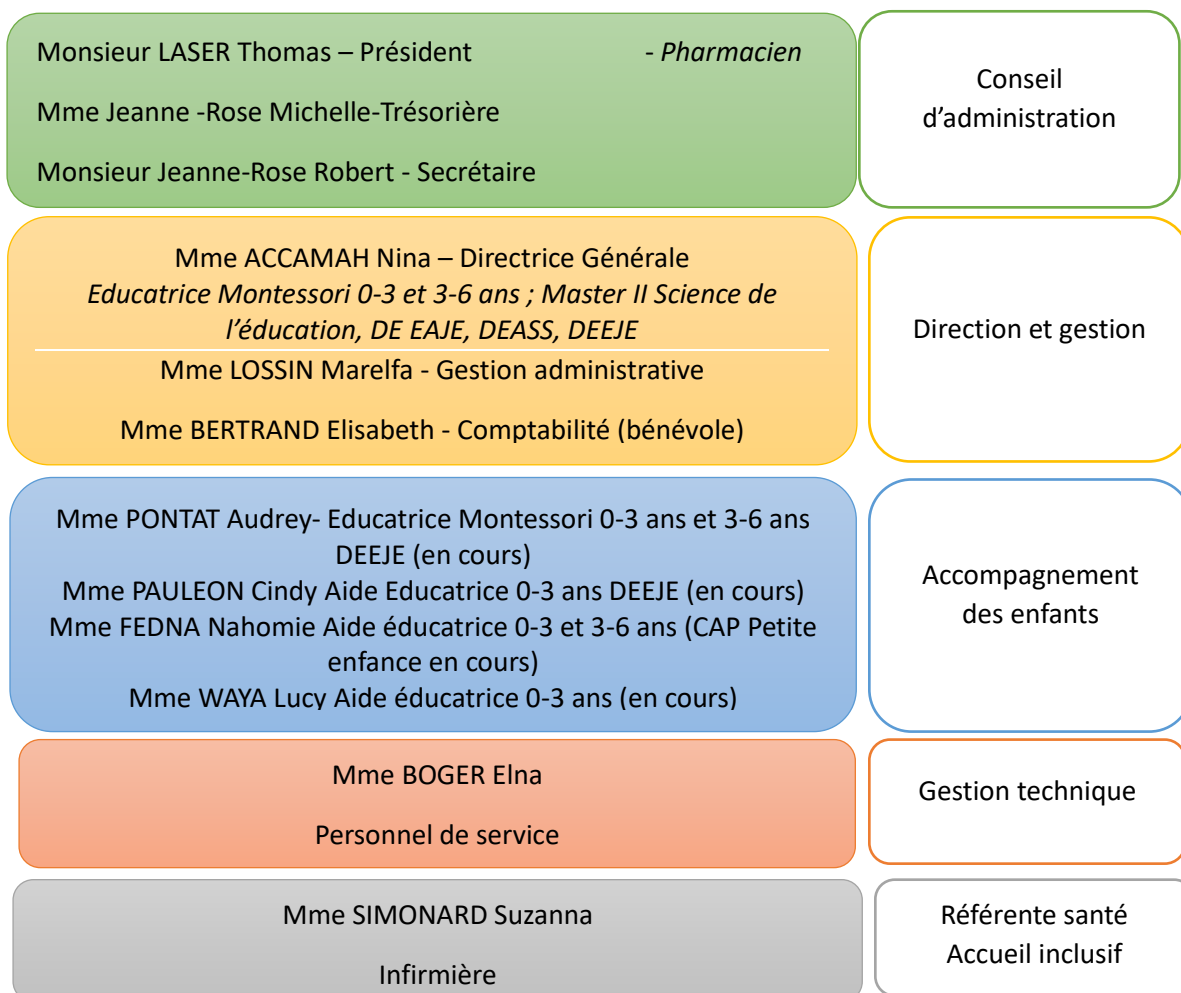 Monsieur LASER Thomas – Président - Pharmacien
Mme Jeanne -Rose Michelle-Trésorière
Monsieur Jeanne-Rose Robert - Secrétaire
Conseil
d’administration
Mme ACCAMAH Nina – Directrice Générale
Educatrice Montessori 0-3 et 3-6 ans ; Master II Science de
l’éducation, DE EAJE, DEASS, DEEJE
Mme LOSSIN Marelfa - Gestion administrative
Mme BERTRAND Elisabeth - Comptabilité (bénévole)
Direction et gestion
Mme PONTAT Audrey- Educatrice Montessori 0-3 ans et 3-6 ans
DEEJE (en cours)
Mme PAULEON Cindy Aide Educatrice 0-3 ans DEEJE (en cours)
Mme FEDNA Nahomie Aide éducatrice 0-3 et 3-6 ans (CAP Petite
enfance en cours)
Mme WAYA Lucy Aide éducatrice 0-3 ans (en cours)
Accompagnement
des enfants
Mme BOGER Elna
Personnel de service
Gestion technique
Mme SIMONARD Suzanna
Infirmière
Référente santé
Accueil inclusif